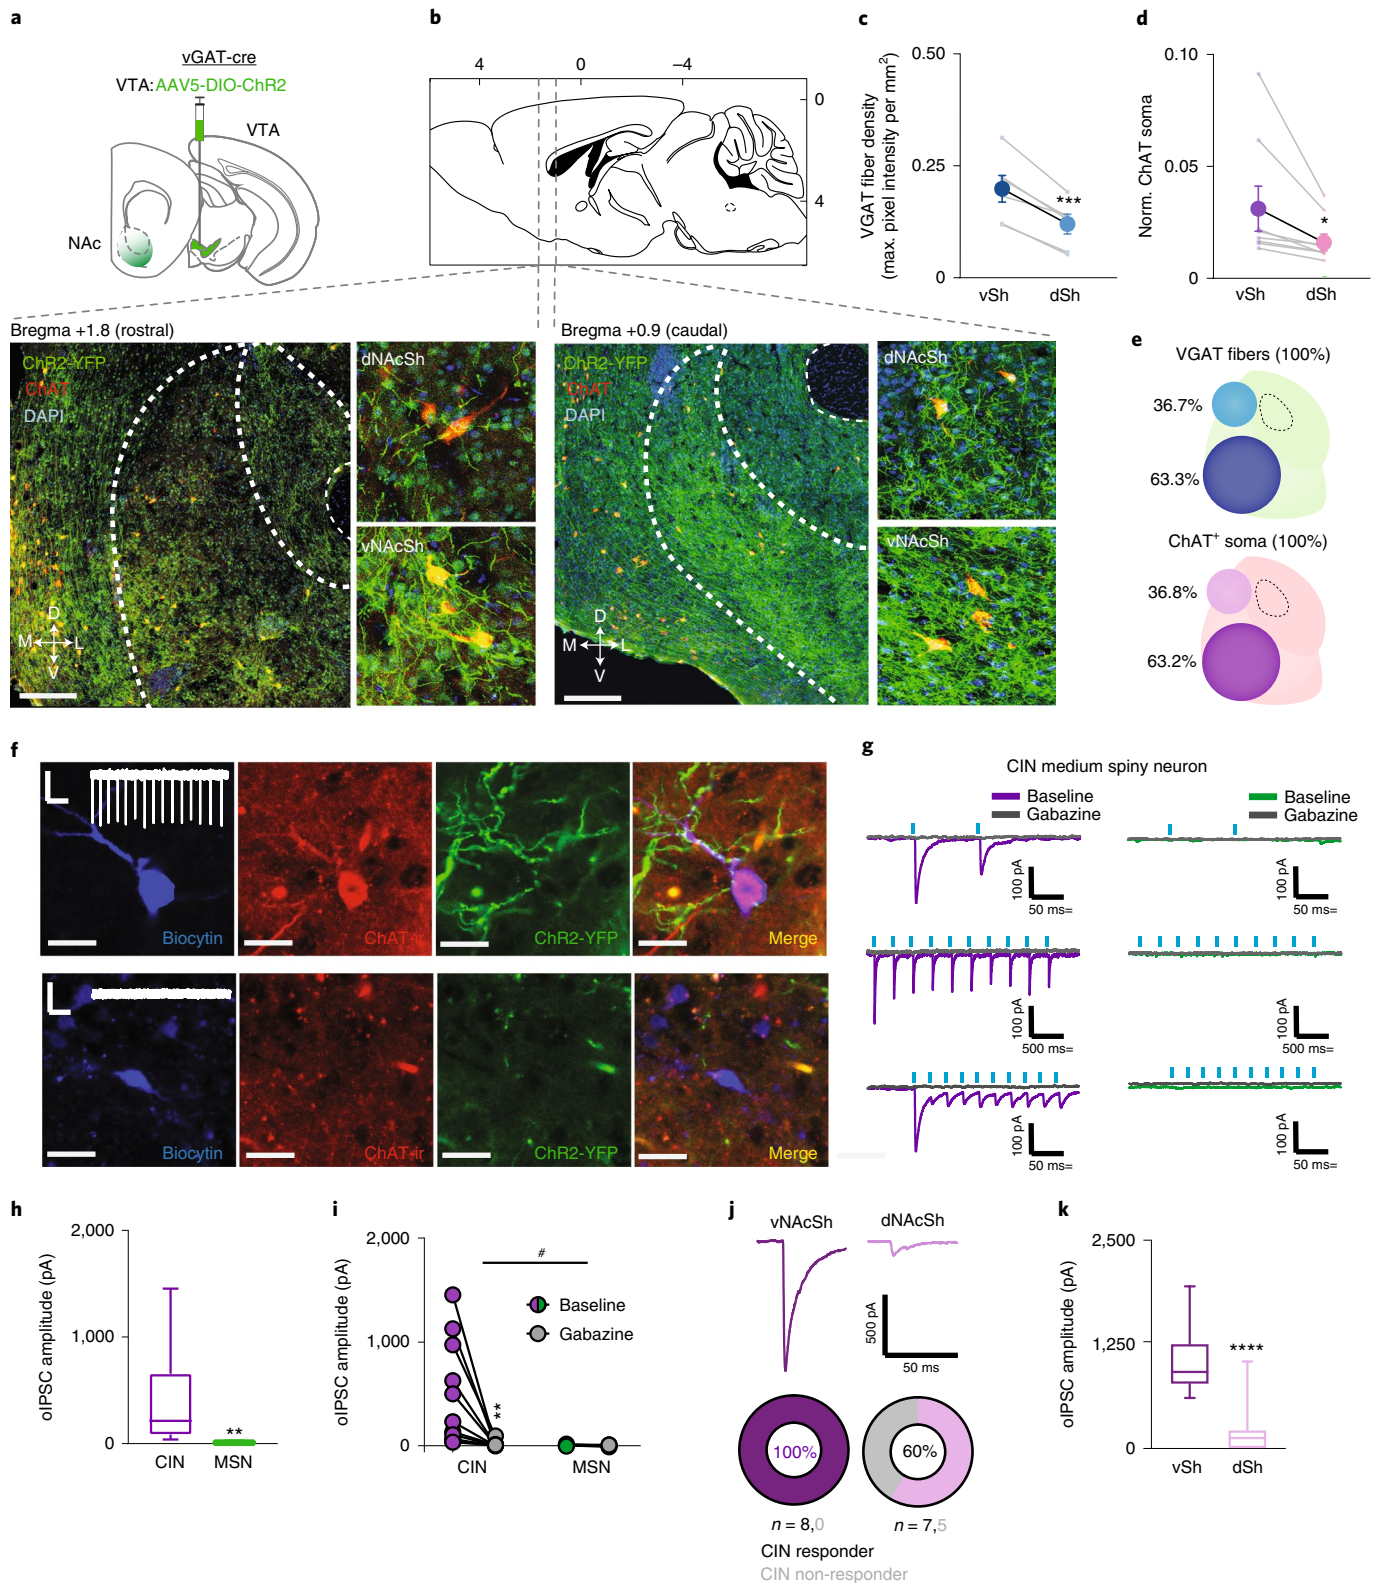 a
vGAT-cre
VTA:AAV5-DIO-ChR2
VTA
NAc
b
4 0 −4
0
4
c
VGAT fiber density
(max. pixel intensity per mm²)
0.50
0.25
0
***
vSh dSh
d
Norm. ChAT soma
0.10
0.05
0
*
vSh dSh
Bregma +1.8 (rostral)
ChR2-YFP
ChAT
DAPI
D
M L
V
dNAcSh
vNAcSh
Bregma +0.9 (caudal)
ChR2-YFP
ChAT
DAPI
D
M L
V
dNAcSh
vNAcSh
e
VGAT fibers (100%)
36.7%
63.3%
ChAT⁺ soma (100%)
36.8%
63.2%
f
Biocytin
ChAT-ir
ChR2-YFP
Merge
Biocytin
ChAT-ir
ChR2-YFP
Merge
g
CIN medium spiny neuron
Baseline
Gabazine
Baseline
Gabazine
100 pA
50 ms=
100 pA
50 ms=
100 pA
500 ms=
100 pA
500 ms=
100 pA
50 ms=
100 pA
50 ms=
h
oIPSC amplitude (pA)
2,000
1,000
0
**
CIN MSN
i
oIPSC amplitude (pA)
2,000
1,000
0
#
Baseline
Gabazine
**
CIN MSN
j
vNAcSh dNAcSh
500 pA
50 ms
100%
60%
n = 8,0
n = 7,5
CIN responder
CIN non-responder
k
oIPSC amplitude (pA)
2,500
1,250
0
****
vSh dSh